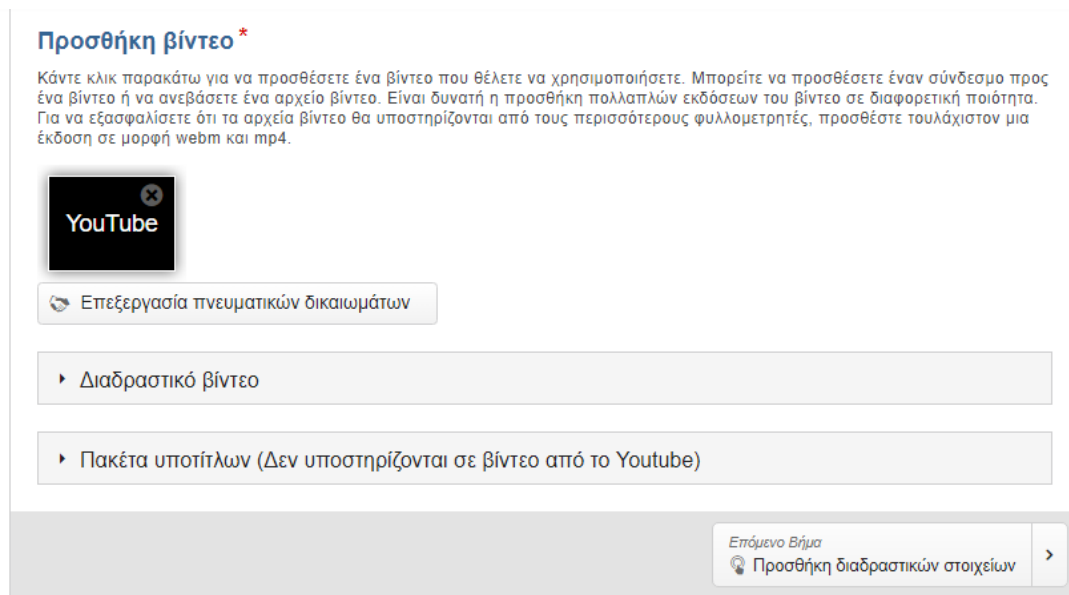 Προσθήκη βίντεο *
Κάντε κλικ παρακάτω για να προσθέσετε ένα βίντεο που θέλετε να χρησιμοποιήσετε. Μπορείτε να προσθέσετε έναν σύνδεσμο προς
ένα βίντεο ή να ανεβάσετε ένα αρχείο βίντεο. Είναι δυνατή η προσθήκη πολλαπλών εκδόσεων του βίντεο σε διαφορετική ποιότητα.
Για να εξασφαλίσετε ότι τα αρχεία βίντεο θα υποστηρίζονται από τους περισσότερους φυλλομετρητές, προσθέστε τουλάχιστον μια
έκδοση σε μορφή webm και mp4.
YouTube
Επεξεργασία πνευματικών δικαιωμάτων
Διαδραστικό βίντεο
Πακέτα υποτίτλων (Δεν υποστηρίζονται σε βίντεο από το Youtube)
Επόμενο Βήμα
Προσθήκη διαδραστικών στοιχείων